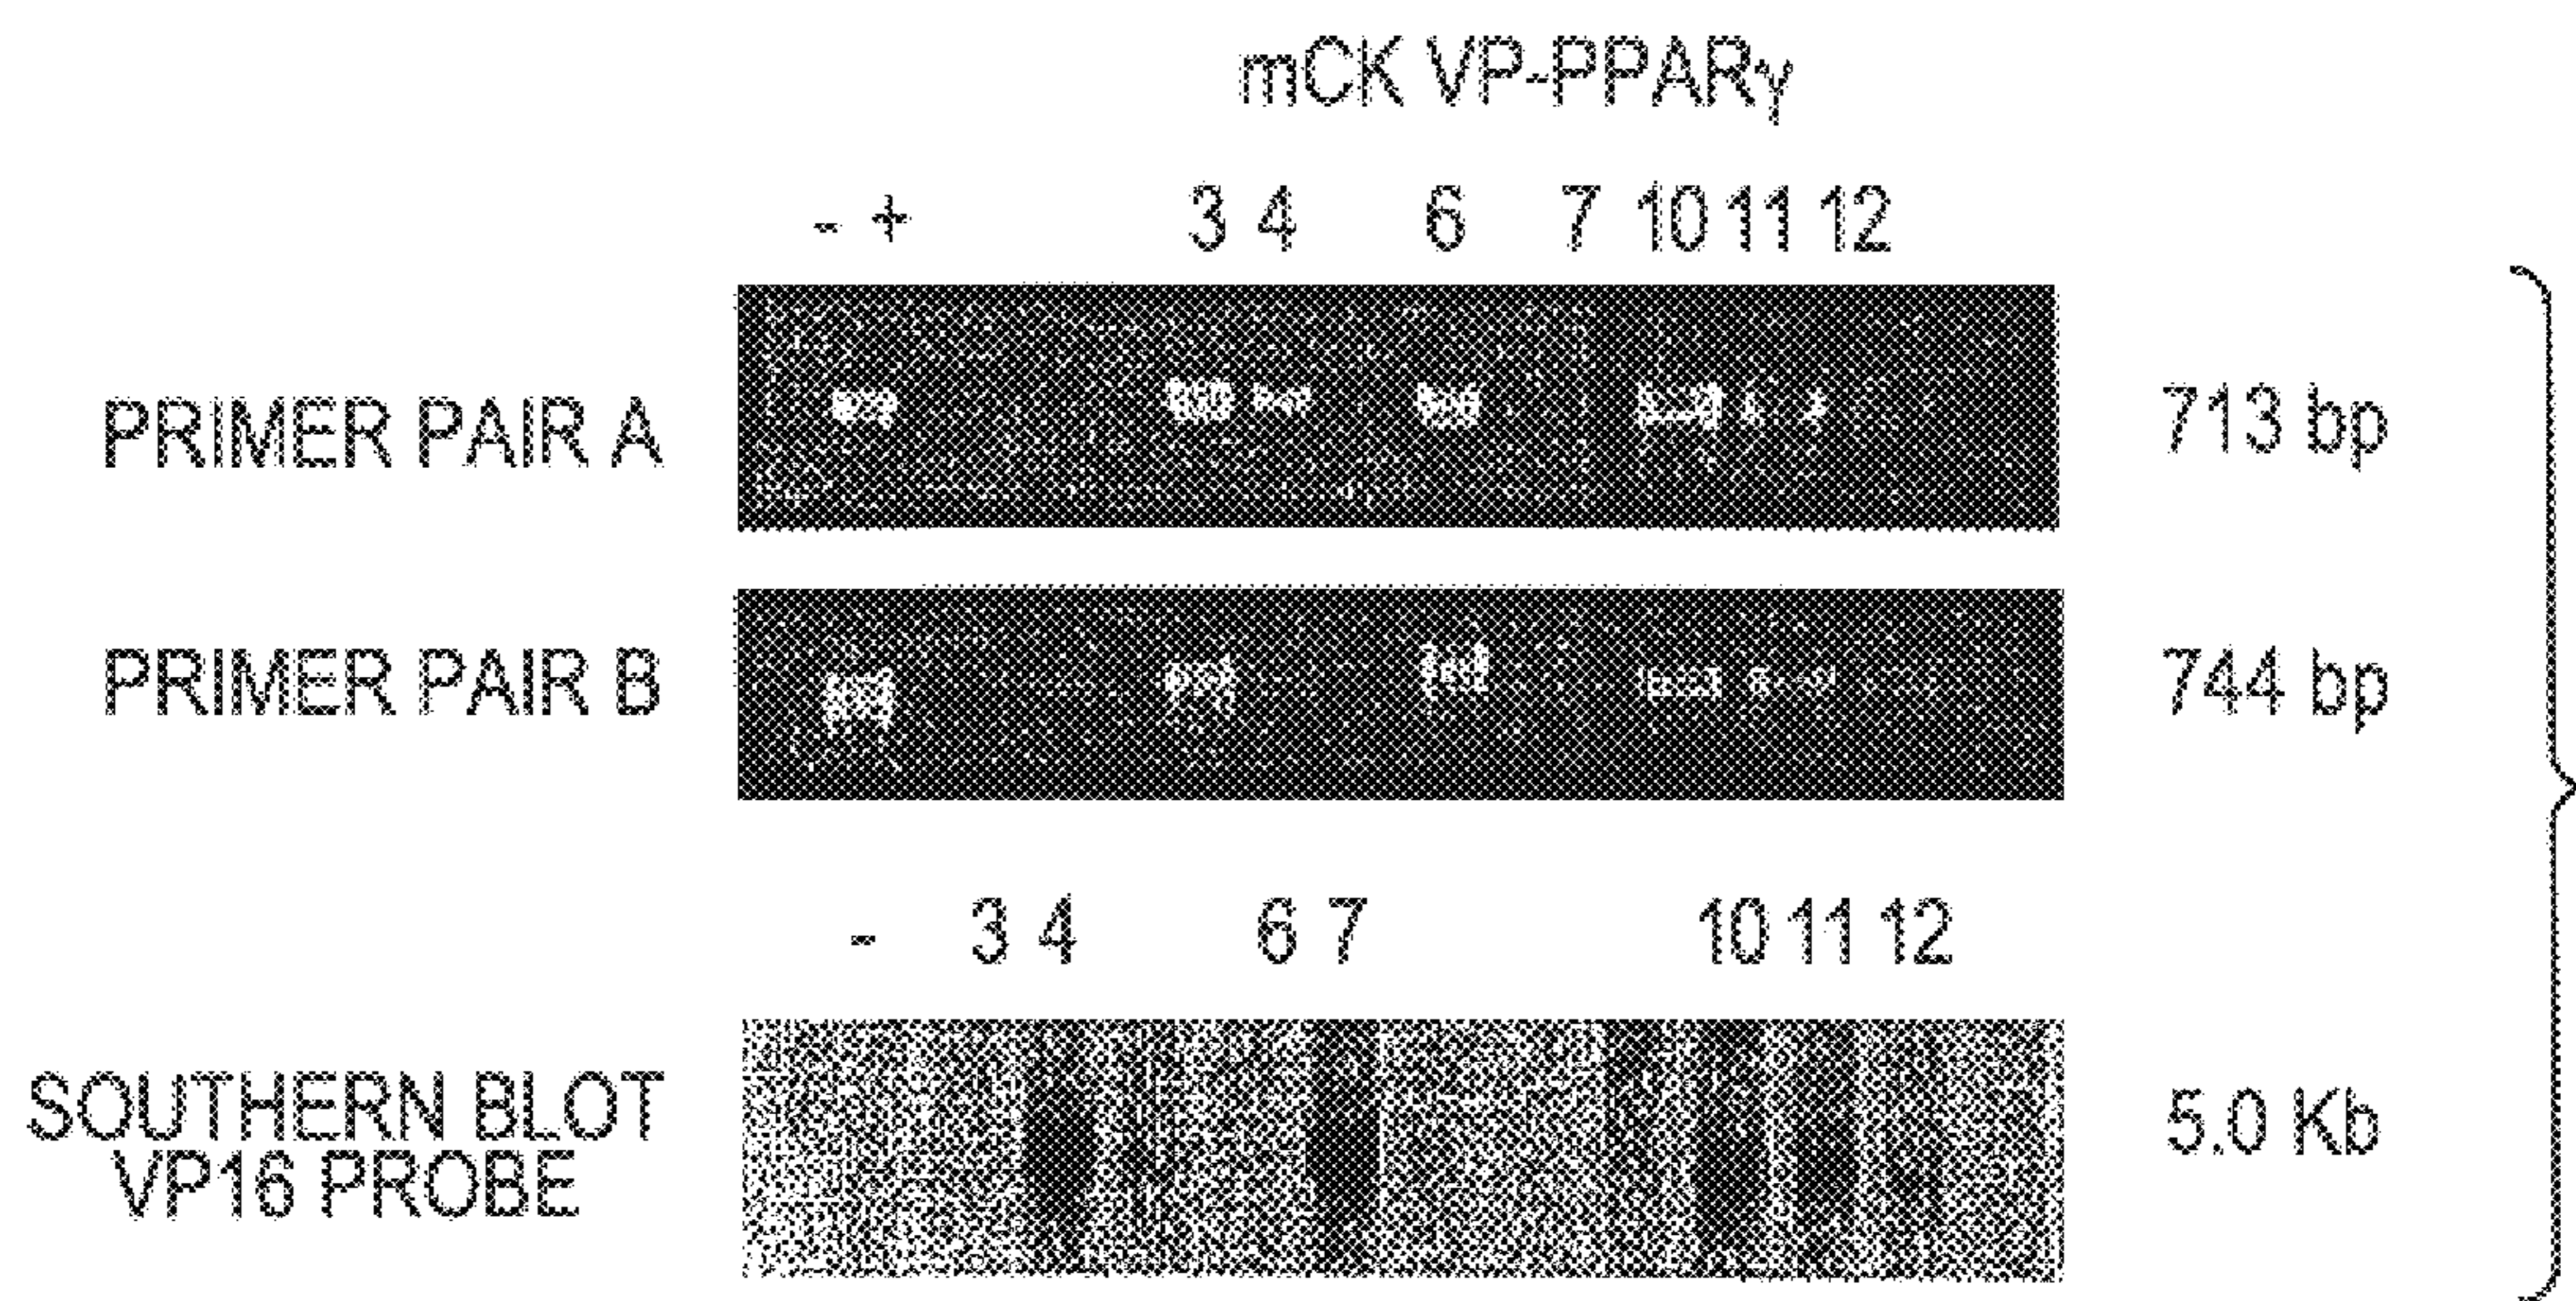 mCK VP-PPARγ
- + 3 4 6 7 10 11 12
PRIMER PAIR A 713 bp
PRIMER PAIR B 744 bp
- 3 4 6 7 10 11 12
SOUTHERN BLOT
VP16 PROBE 5.0 Kb